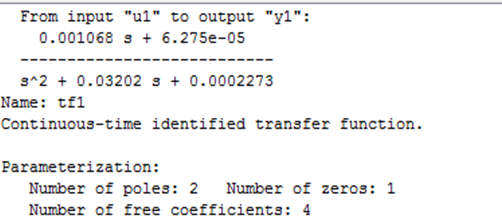 From input "u1" to output "y1":
0.001068 s + 6.275e-05
---------------------------
s^2 + 0.03202 s + 0.0002273
Name: tf1
Continuous-time identified transfer function.
Parameterization:
Number of poles: 2   Number of zeros: 1
Number of free coefficients: 4